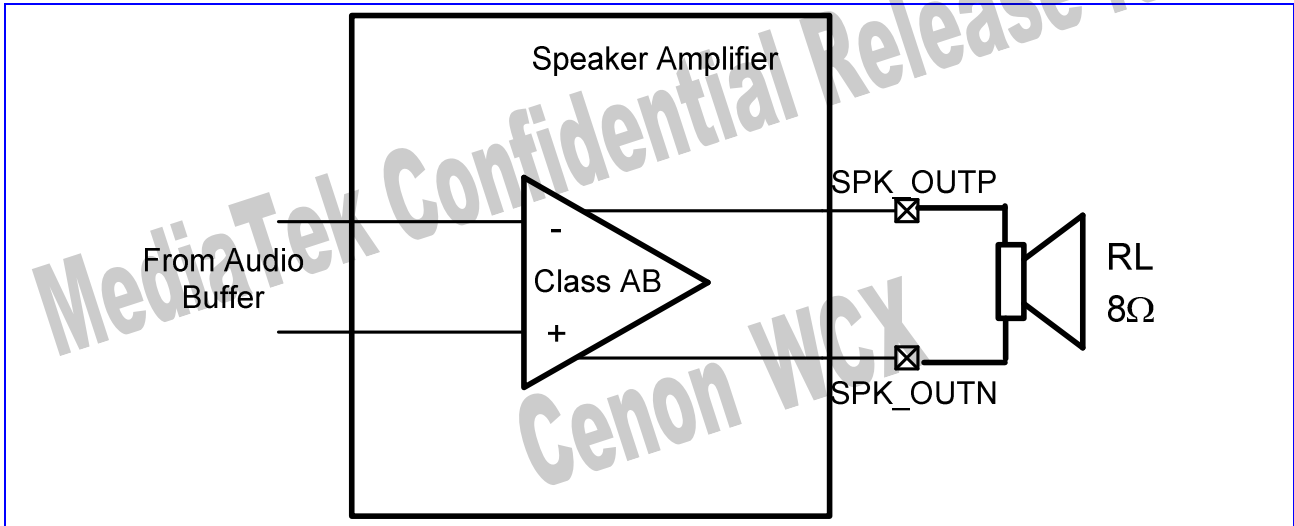 Speaker Amplifier
SPK_OUTP
-
From Audio
Buffer
Class AB
+
RL
8Ω
SPK_OUTN
MediaTek Confidential Release
Cenon WCX